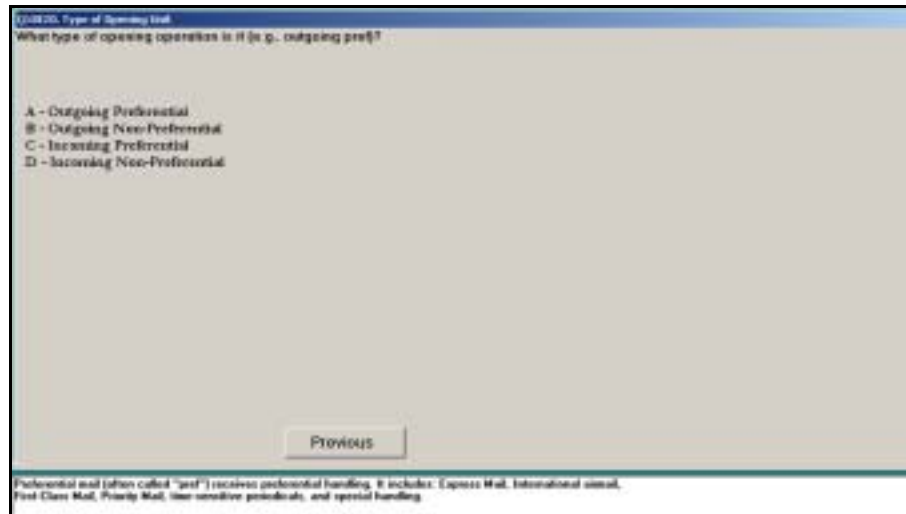 Type of Opening Unit
What type of opening operation is it (e.g., outgoing pref)?
A - Outgoing Preferential
B - Outgoing Non-Preferential
C - Incoming Preferential
D - Incoming Non-Preferential
Previous
Preferential mail (often called "pref") receives preferential handling. It includes: Express Mail, International airmail,
First Class Mail, Priority Mail, time-sensitive periodicals, and special handling.